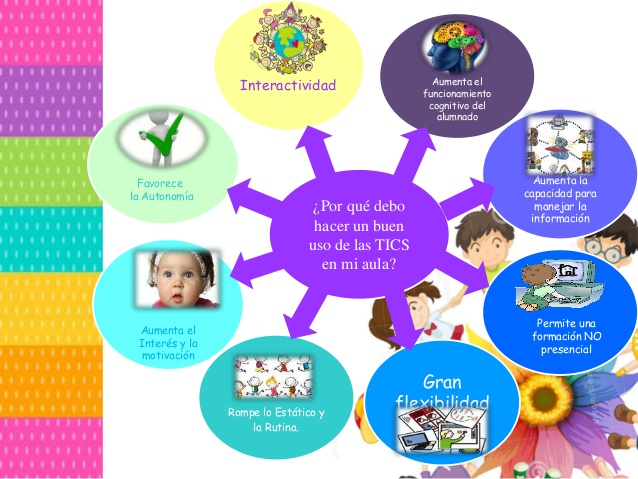 Interactividad
Aumenta el
funcionamiento
cognitivo del
alumnado
Favorece
la Autonomía
¿Por qué debo
hacer un buen
uso de las TICS
en mi aula?
Aumenta la
capacidad para
manejar la
información
Aumenta el
Interés y la
motivación
Permite una
formación NO
presencial
Rompe lo Estático y
la Rutina.
Gran
flexibilidad